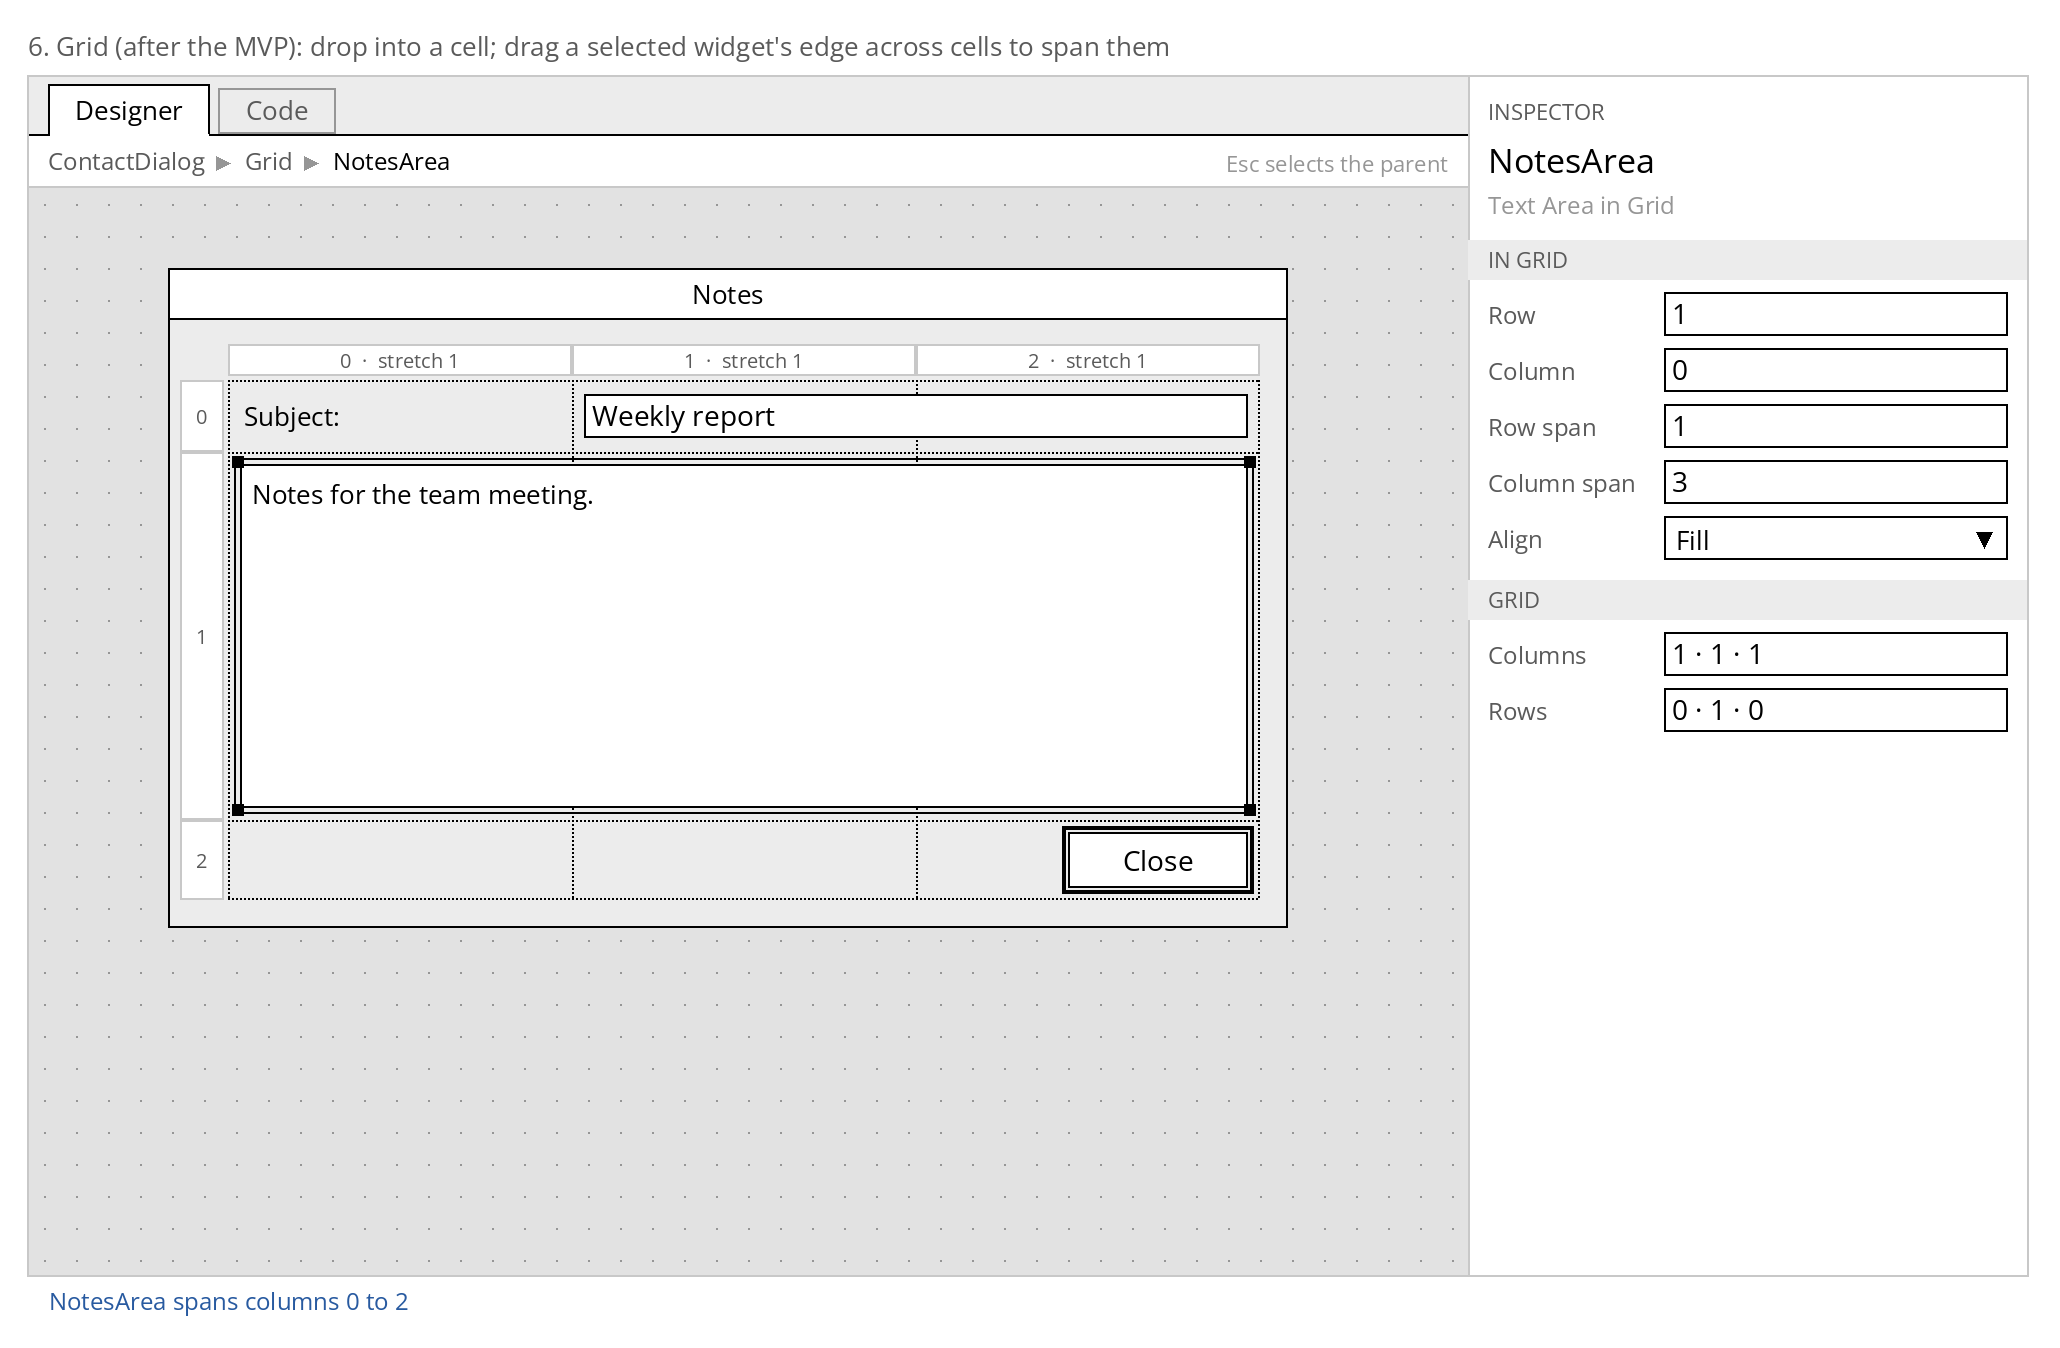 6. Grid (after the MVP): drop into a cell; drag a selected widget's edge across cells to span them
Designer
Code
ContactDialog ▶ Grid ▶ NotesArea
Esc selects the parent
Notes
0 · stretch 1
1 · stretch 1
2 · stretch 1
0
Subject:
Weekly report
1
Notes for the team meeting.
2
Close
INSPECTOR
NotesArea
Text Area in Grid
IN GRID
Row 1
Column 0
Row span 1
Column span 3
Align Fill ▼
GRID
Columns 1 · 1 · 1
Rows 0 · 1 · 0
NotesArea spans columns 0 to 2